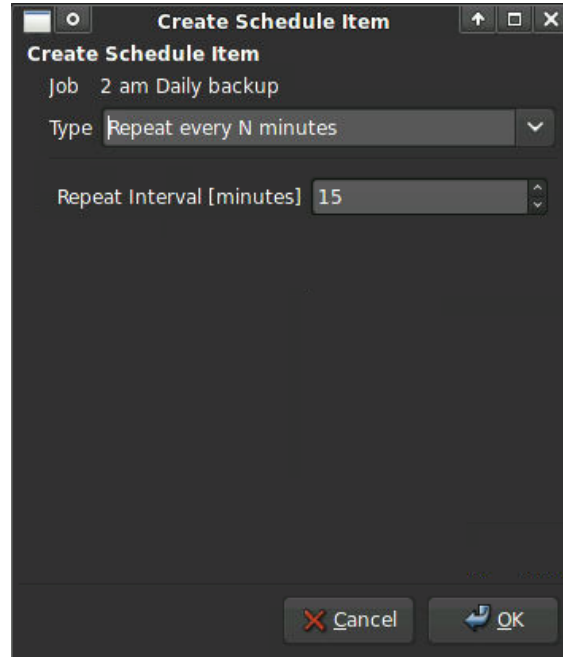 Create Schedule Item
Create Schedule Item
Job 2 am Daily backup
Type Repeat every N minutes
Repeat Interval [minutes] 15
Cancel OK